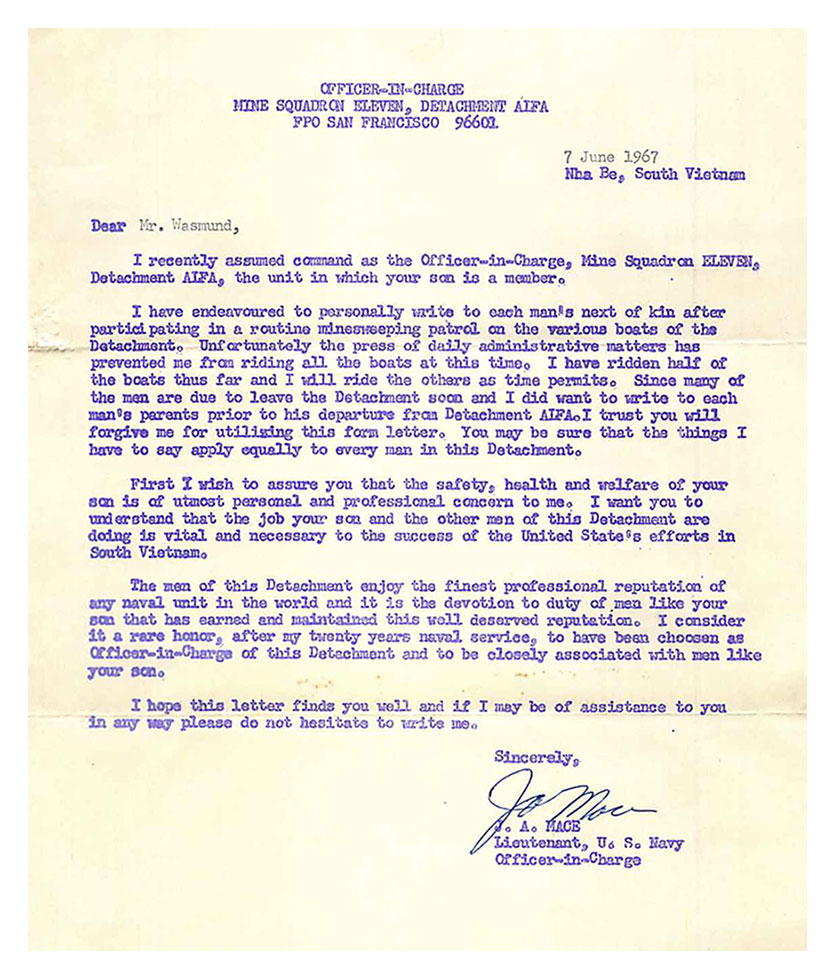 OFFICER-IN-CHARGE
MINE SQUADRON ELEVEN, DETACHMENT ALFA
FPO SAN FRANCISCO 96601
7 June 1967
Nha Be, South Vietnam
Dear Mr. Wasmund,
I recently assumed command as the Officer-in-Charge, Mine Squadron ELEVEN,
Detachment ALFA, the unit in which your son is a member.
I have endeavoured to personally write to each man's next of kin after
participating in a routine minesweeping patrol on the various boats of the
Detachment. Unfortunately the press of daily administrative matters has
prevented me from riding all the boats at this time. I have ridden half of
the boats thus far and I will ride the others as time permits. Since many of
the men are due to leave the Detachment soon and I did want to write to each
man's parents prior to his departure from Detachment ALFA.I trust you will
forgive me for utilizing this form letter. You may be sure that the things I
have to say apply equally to every man in this Detachment.
First I wish to assure you that the safety, health and welfare of your
son is of utmost personal and professional concern to me. I want you to
understand that the job your son and the other men of this Detachment are
doing is vital and necessary to the success of the United State's efforts in
South Vietnam.
The men of this Detachment enjoy the finest professional reputation of
any naval unit in the world and it is the devotion to duty of men like your
son that has earned and maintained this well deserved reputation. I consider
it a rare honor, after my twenty years naval service, to have been choosen as
Officer-in-Charge of this Detachment and to be closely associated with men like
your son.
I hope this letter finds you well and if I may be of assistance to you
in any way please do not hesitate to write me.
Sincerely,
Jo Mace
J. A. MACE
Lieutenant, U. S. Navy
Officer-in-Charge